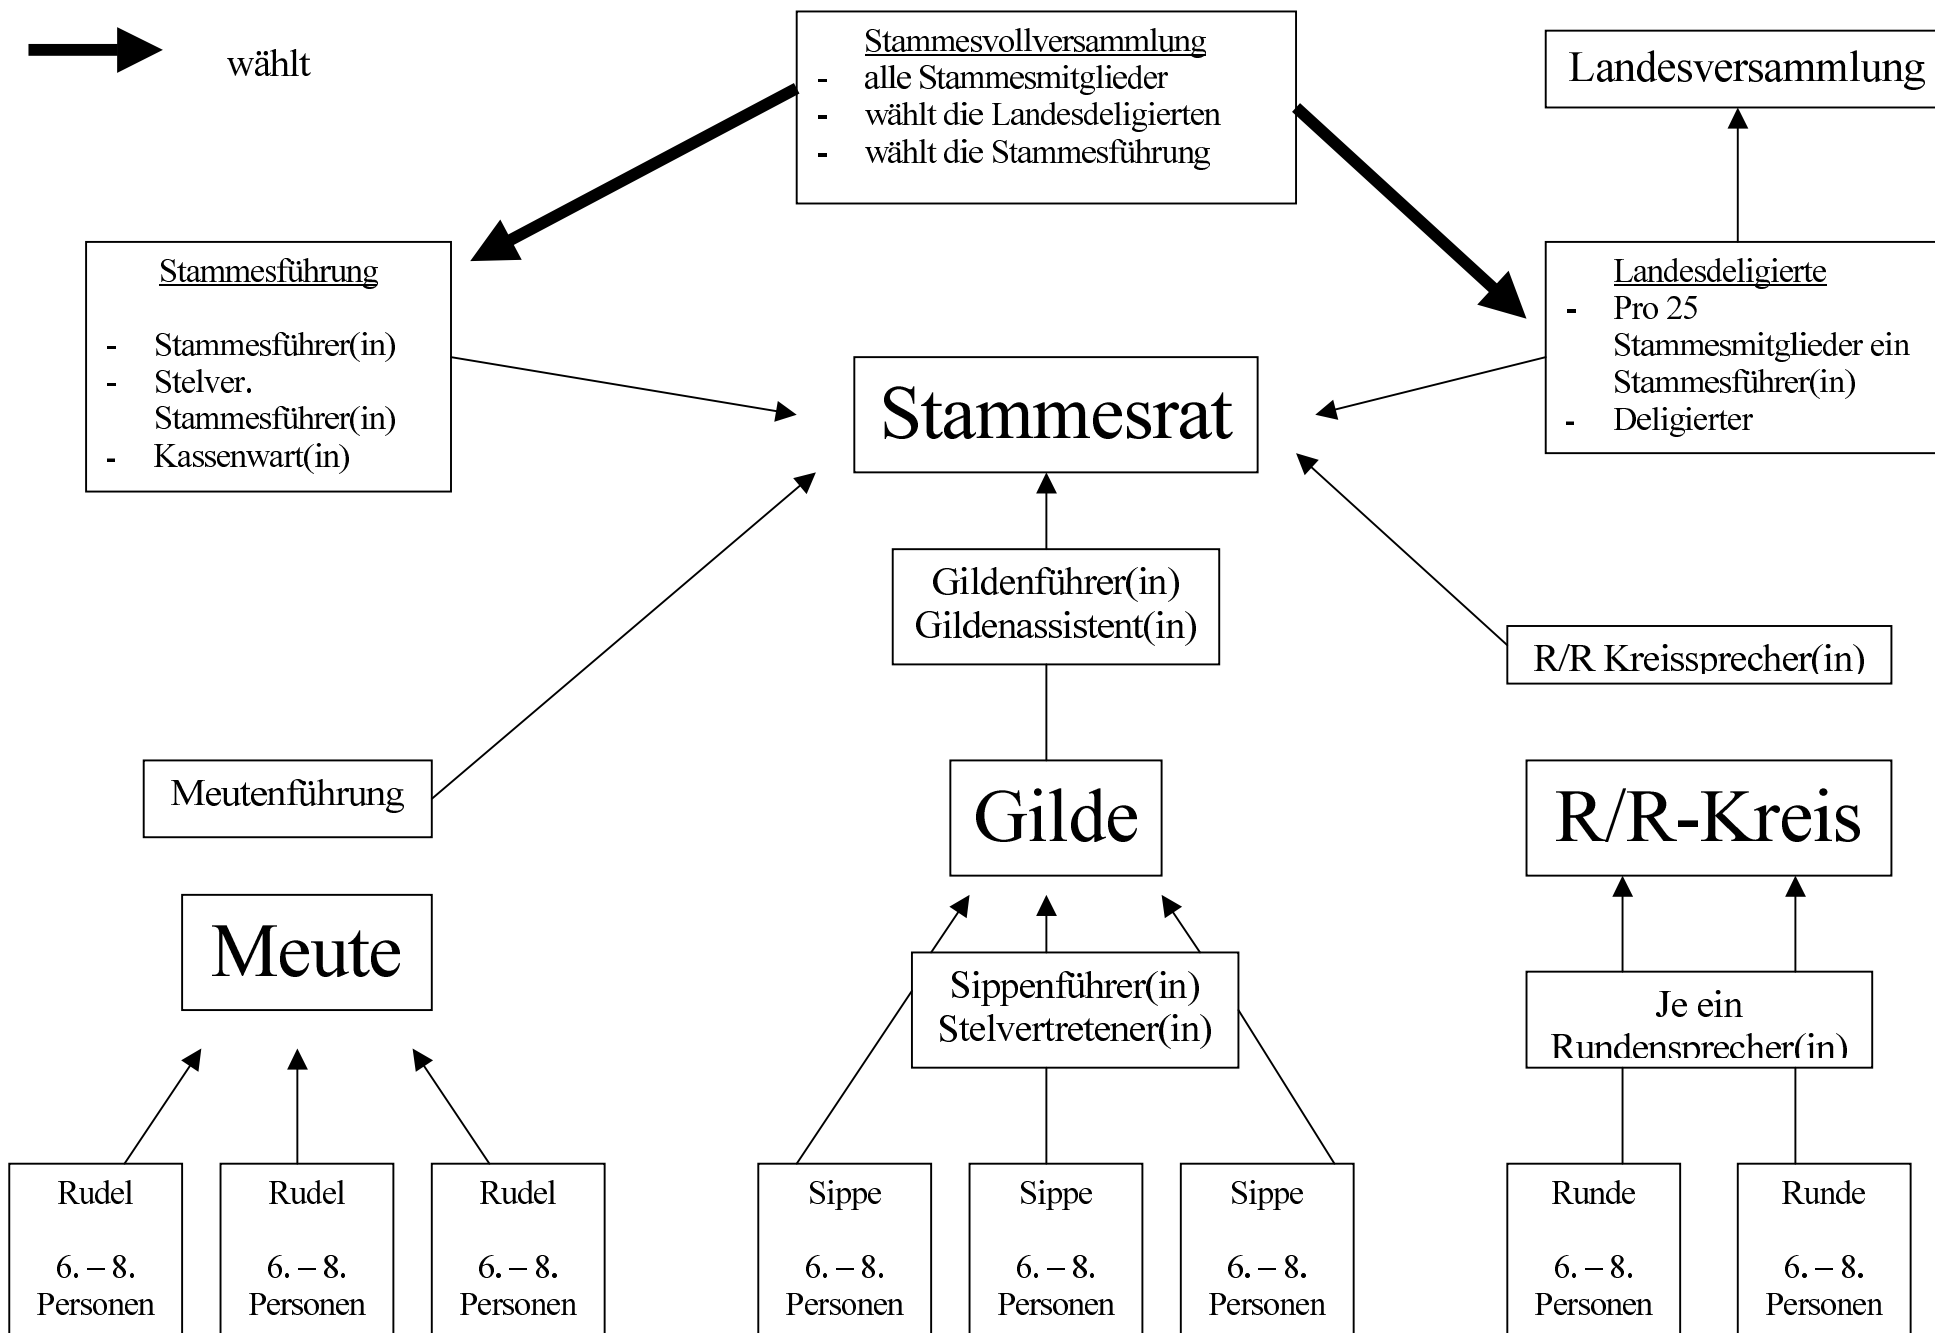 wählt
Stammesvollversammlung
- alle Stammesmitglieder
- wählt die Landesdeligierten
- wählt die Stammesführung
Landesversammlung
Stammesführung
- Stammesführer(in)
- Stelver.
Stammesführer(in)
- Kassenwart(in)
Landesdeligierte
- Pro 25
Stammesmitglieder ein
Stammesführer(in)
- Deligierter
Stammesrat
Gildenführer(in)
Gildenassistent(in)
R/R Kreissprecher(in)
Meutenführung
Gilde
R/R-Kreis
Meute
Sippenführer(in)
Stelvertretener(in)
Je ein
Rundensprecher(in)
Rudel
6. – 8.
Personen
Rudel
6. – 8.
Personen
Rudel
6. – 8.
Personen
Sippe
6. – 8.
Personen
Sippe
6. – 8.
Personen
Sippe
6. – 8.
Personen
Runde
6. – 8.
Personen
Runde
6. – 8.
Personen